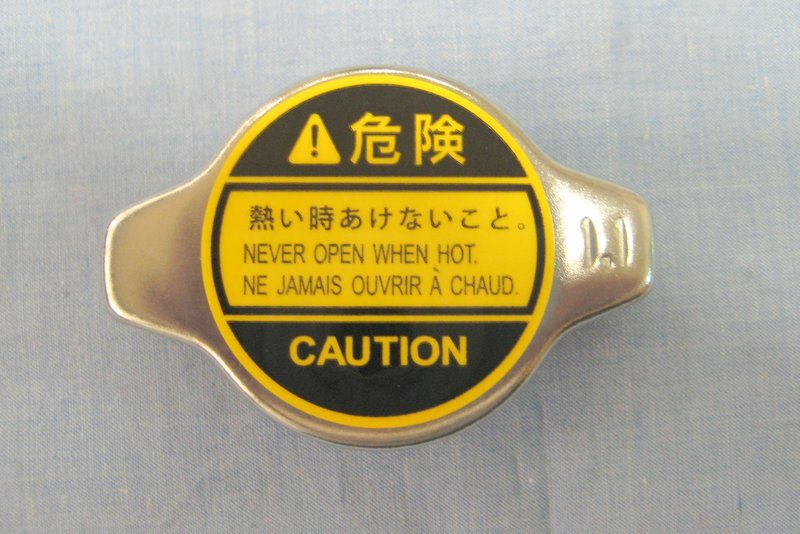 危険
熱い時あけないこと。
NEVER OPEN WHEN HOT.
NE JAMAIS OUVRIR À CHAUD.
CAUTION
1.1